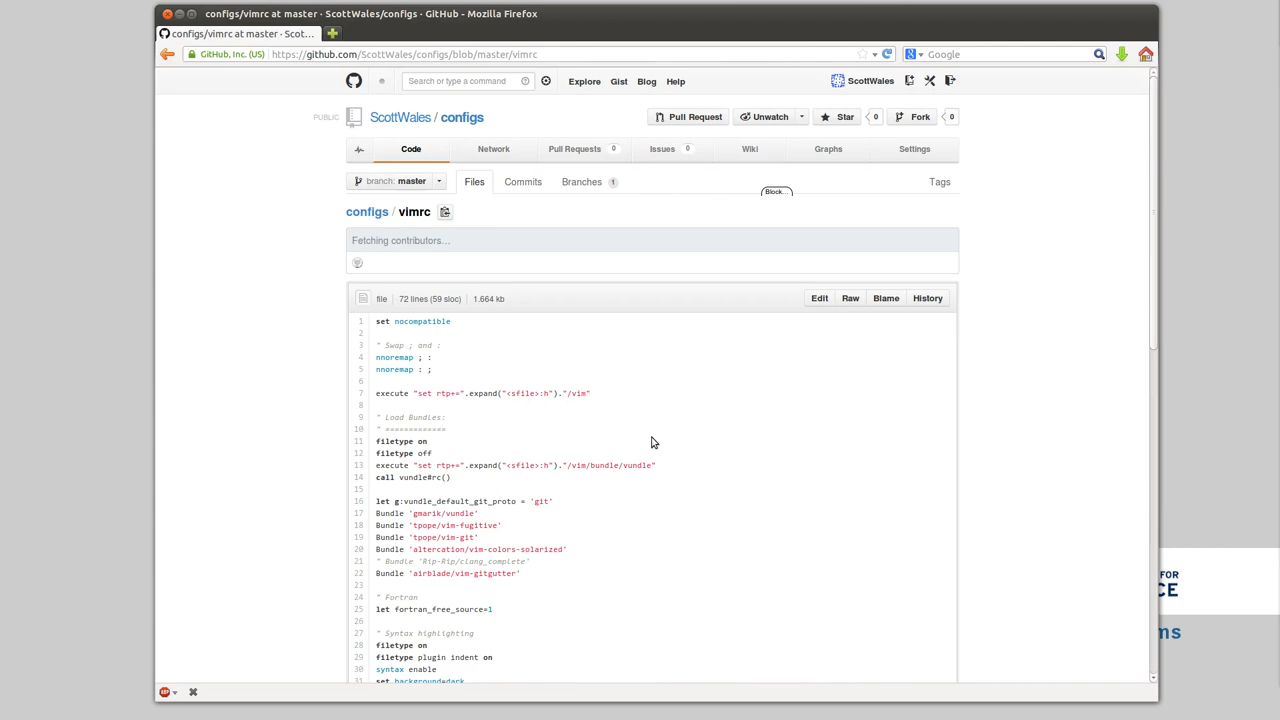 configs/vimrc at master · ScottWales/configs · GitHub - Mozilla Firefox
configs/vimrc at master · Scot...
GitHub, Inc. (US) https://github.com/ScottWales/configs/blob/master/vimrc Google
Search or type a command Explore Gist Blog Help ScottWales
PUBLIC ScottWales / configs Pull Request Unwatch Star 0 Fork 0
Code Network Pull Requests 0 Issues 0 Wiki Graphs Settings
branch: master Files Commits Branches 1 Tags
Block...
configs / vimrc
Fetching contributors…
file 72 lines (59 sloc) 1.664 kb Edit Raw Blame History
1 set nocompatible
2
3 " Swap ; and :
4 nnoremap ; :
5 nnoremap : ;
6
7 execute "set rtp+=".expand("<sfile>:h")."/vim"
8
9 " Load Bundles:
10 " =============
11 filetype on
12 filetype off
13 execute "set rtp+=".expand("<sfile>:h")."/vim/bundle/vundle"
14 call vundle#rc()
15
16 let g:vundle_default_git_proto = 'git'
17 Bundle 'gmarik/vundle'
18 Bundle 'tpope/vim-fugitive'
19 Bundle 'tpope/vim-git'
20 Bundle 'altercation/vim-colors-solarized'
21 " Bundle 'Rip-Rip/clang_complete'
22 Bundle 'airblade/vim-gitgutter'
23
24 " Fortran
25 let fortran_free_source=1
26
27 " Syntax highlighting
28 filetype on
29 filetype plugin indent on
30 syntax enable
31 set background=dark
FOR
CE
ms
ABP